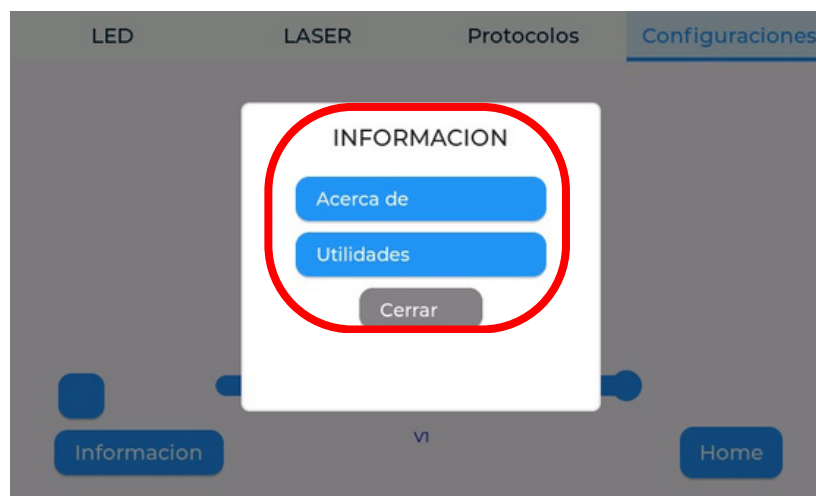 LED LASER Protocolos Configuraciones
INFORMACION
Acerca de
Utilidades
Cerrar
V1
Informacion Home